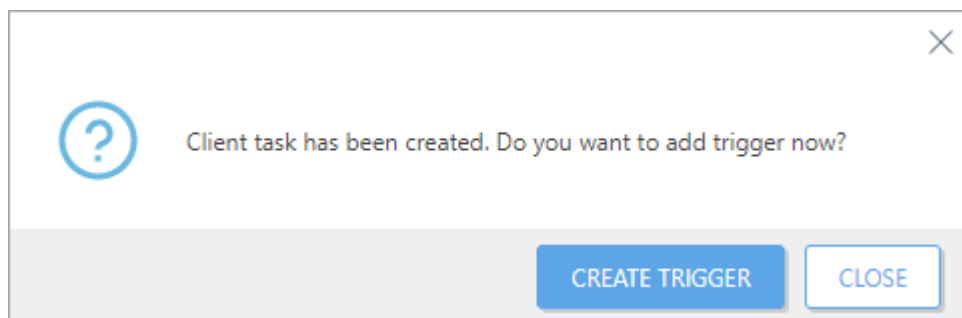 Client task has been created. Do you want to add trigger now?
CREATE TRIGGER
CLOSE